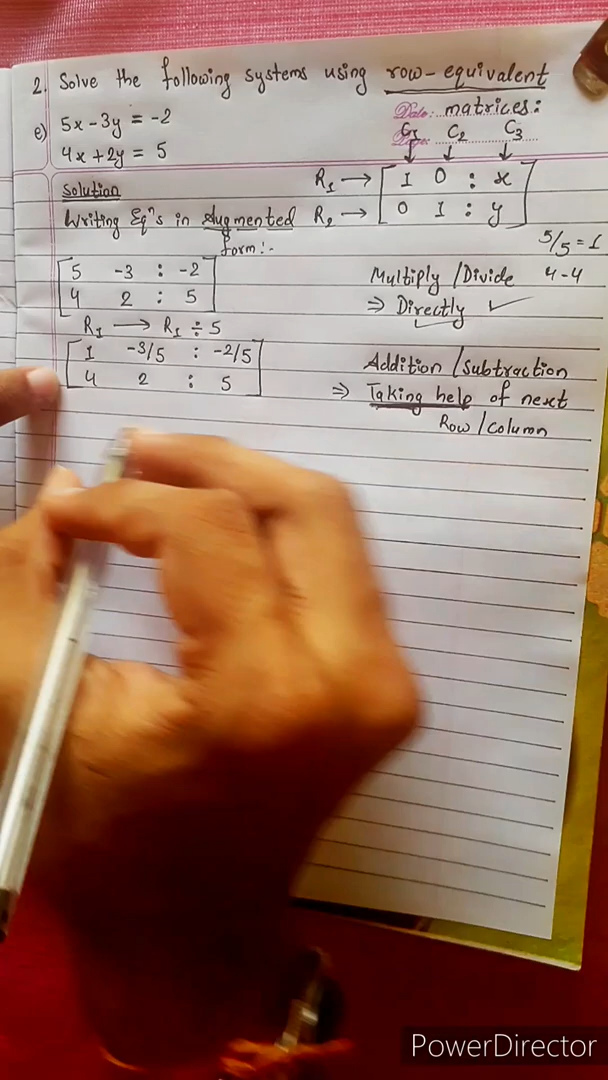 2. Solve the following systems using row-equivalent
Date: matrices:
e) 5x - 3y = -2
4x + 2y = 5
C1 C2 C3
Solution
R1 → [ 1 0 : x
R2 → 0 1 : y ]
Writing Eqn's in Augmented
form:-
5/5 = 1
4-4
[ 5 -3 : -2
4 2 : 5 ]
R1 → R1 ÷ 5
[ 1 -3/5 : -2/5
4 2 : 5 ]
Multiply / Divide
⇒ Directly ✓
Addition / subtraction
⇒ Taking help of next
Row / column
PowerDirector